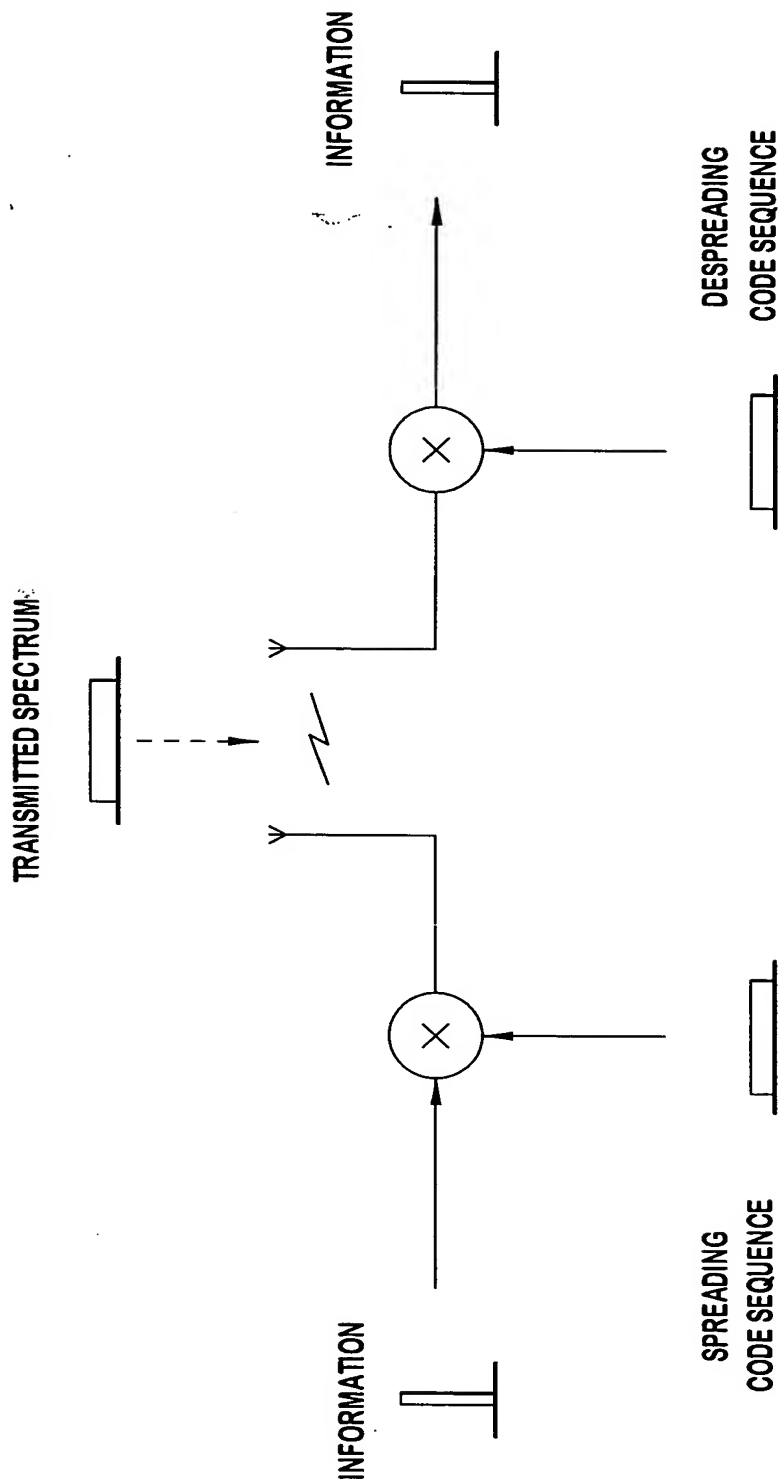 TRANSMITTED SPECTRUM
INFORMATION
INFORMATION
SPREADING
CODE SEQUENCE
DESPREADING
CODE SEQUENCE